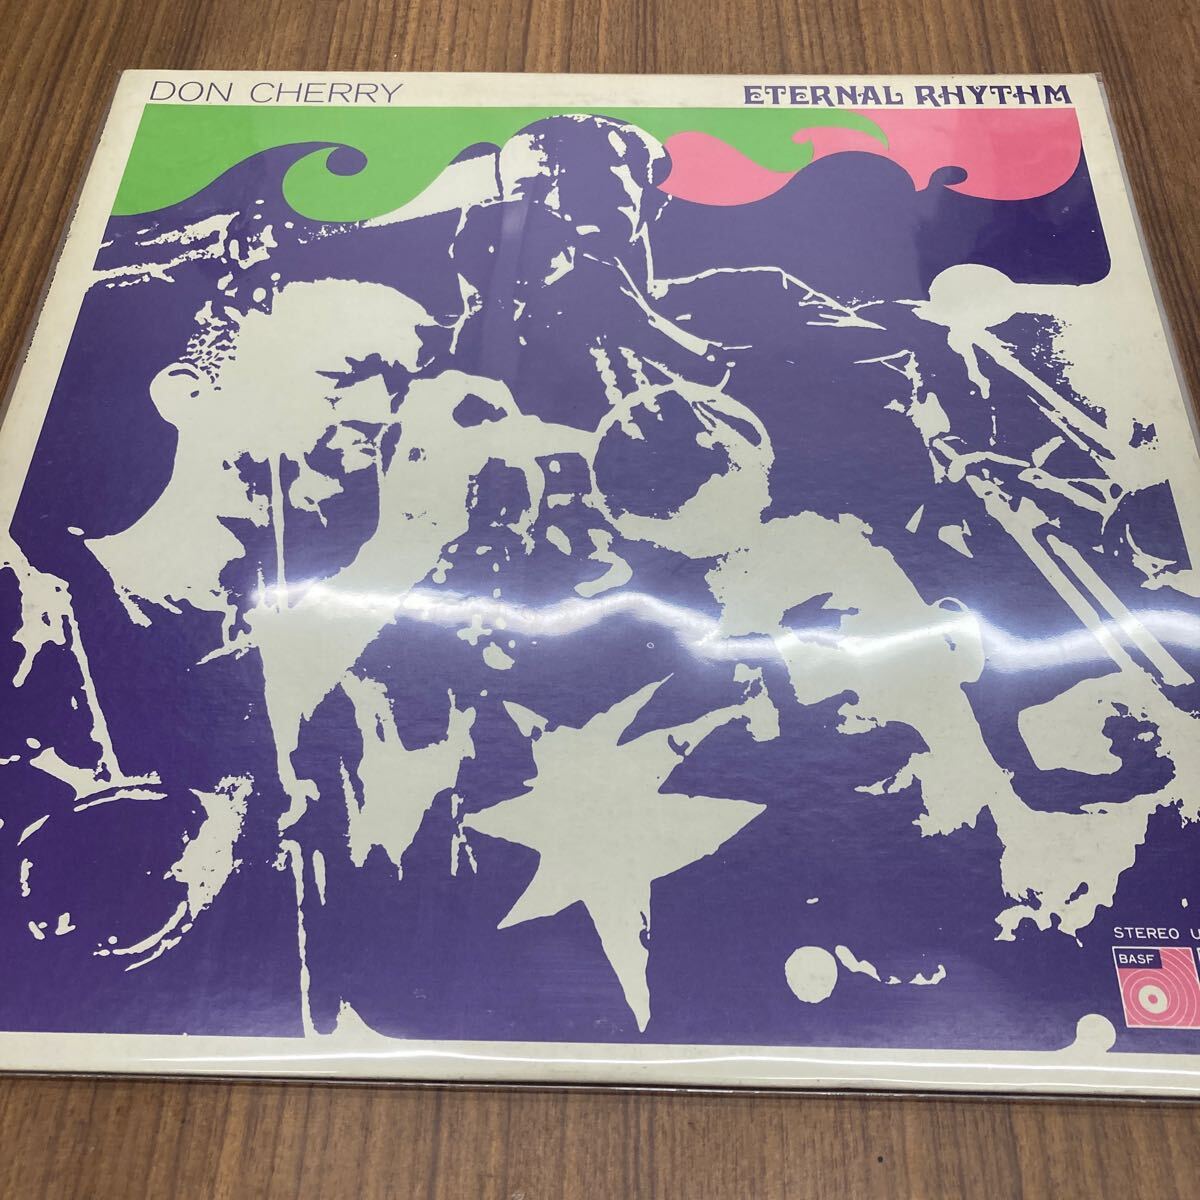 DON CHERRY
ETERNAL RHYTHM
STEREO
BASF